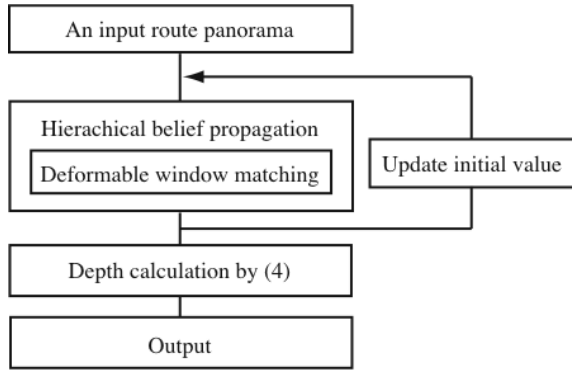 An input route panorama
Hierachical belief propagation
Deformable window matching
Update initial value
Depth calculation by (4)
Output